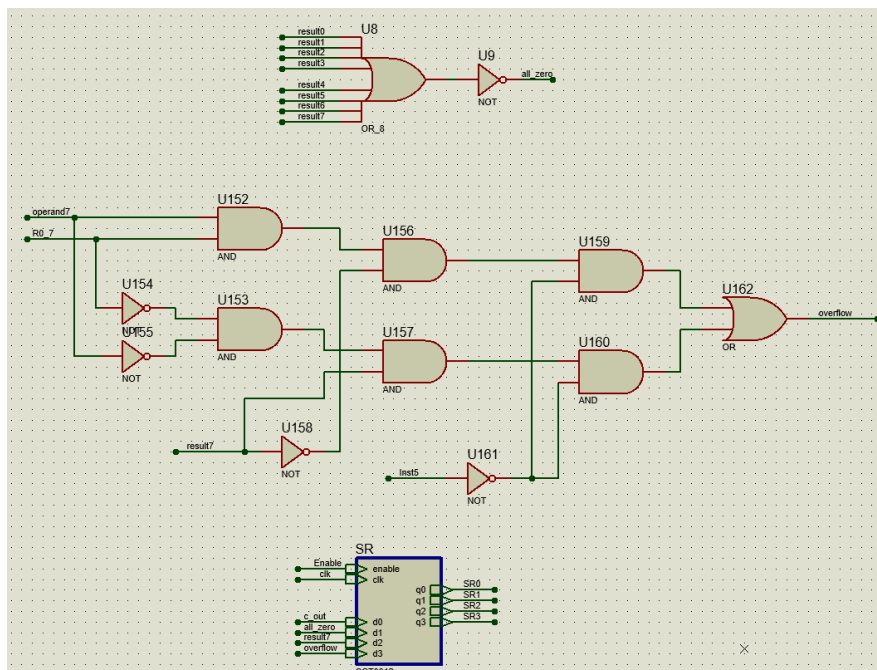 U8
result0
result1
result2
result3
result4
result5
result6
result7
OR_8
U9
all_zero
NOT
operand7
R0_7
U152
AND
U156
AND
U159
AND
U154
NOT
U153
AND
U155
NOT
U157
AND
U160
AND
U162
OR
overflow
result7
U158
NOT
Inst5
U161
NOT
SR
Enable
clk
enable
clk
c_out
all_zero
result7
overflow
d0
d1
d2
d3
q0
q1
q2
q3
SR0
SR1
SR2
SR3